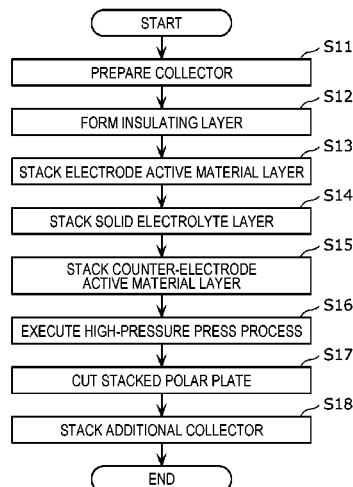 START
S11
PREPARE COLLECTOR
S12
FORM INSULATING LAYER
S13
STACK ELECTRODE ACTIVE MATERIAL LAYER
S14
STACK SOLID ELECTROLYTE LAYER
S15
STACK COUNTER-ELECTRODE
ACTIVE MATERIAL LAYER
S16
EXECUTE HIGH-PRESSURE PRESS PROCESS
S17
CUT STACKED POLAR PLATE
S18
STACK ADDITIONAL COLLECTOR
END